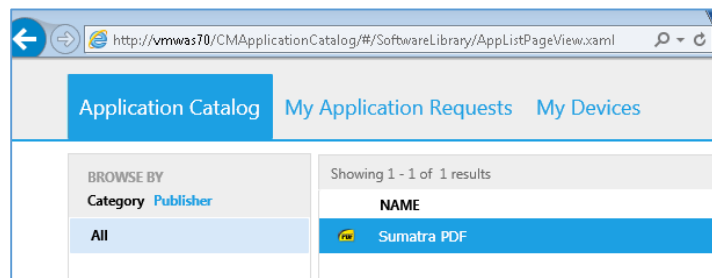 http://vmwas70/CMApplicationCatalog/#/SoftwareLibrary/AppListPageView.xaml
Application Catalog My Application Requests My Devices
BROWSE BY
Category Publisher
All
Showing 1 - 1 of 1 results
NAME
PDF Sumatra PDF